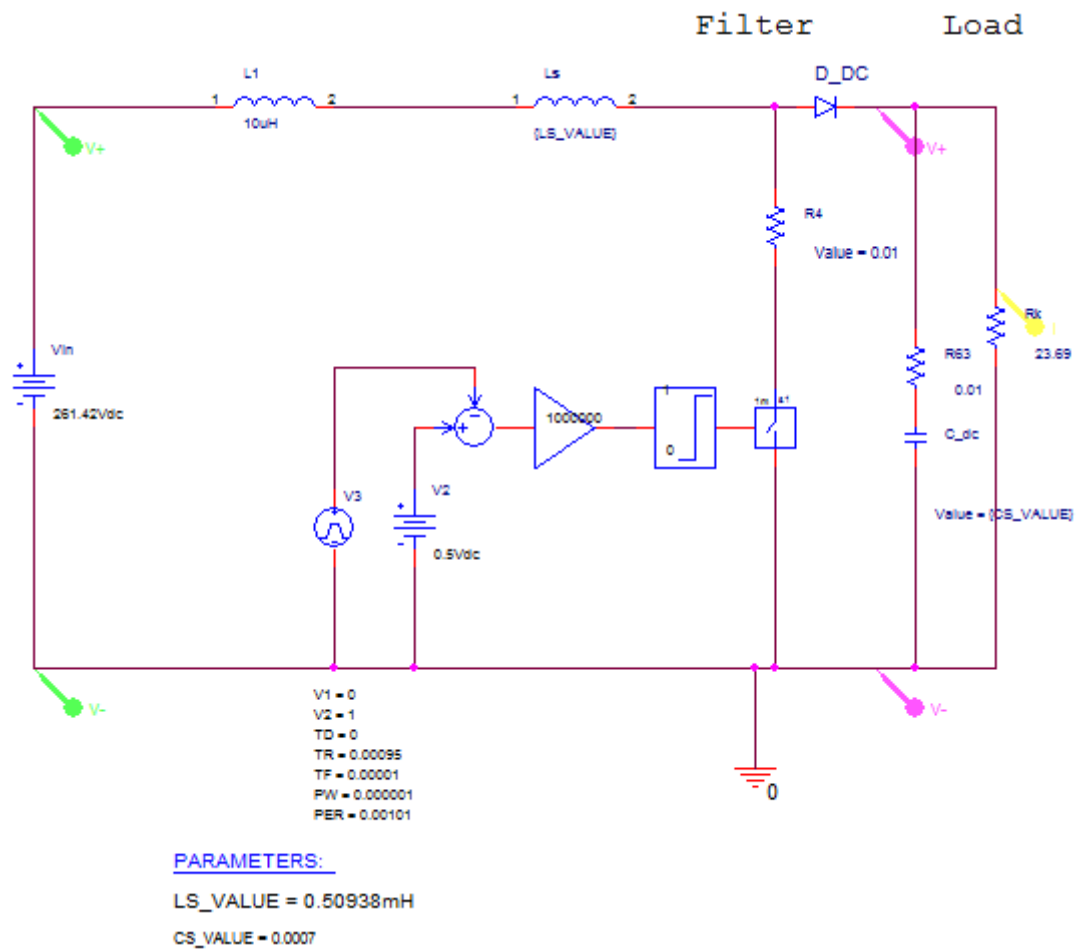 Filter Load
L1
1 2
10uH
Ls
1 2
{LS_VALUE}
D_DC
V+
V+
R4
Value = 0.01
Vin
+
-
261.42Vdc
Rk
I
23.69
R63
0.01
C_dc
Value = {CS_VALUE}
-
+
1000000
1
0
V3
V2
+
-
0.5Vdc
V-
V-
0
V1 = 0
V2 = 1
TD = 0
TR = 0.00095
TF = 0.00001
PW = 0.000001
PER = 0.00101
PARAMETERS:
LS_VALUE = 0.50938mH
CS_VALUE = 0.0007